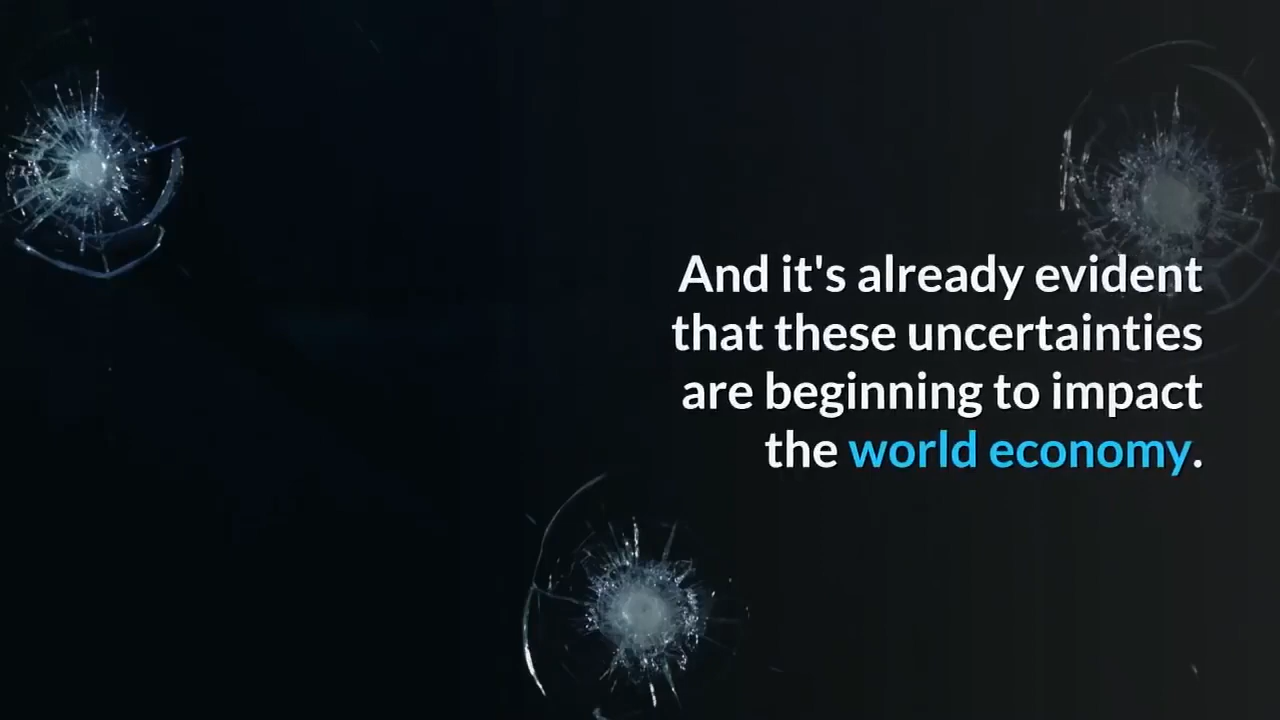 And it's already evident
that these uncertainties
are beginning to impact
the world economy.